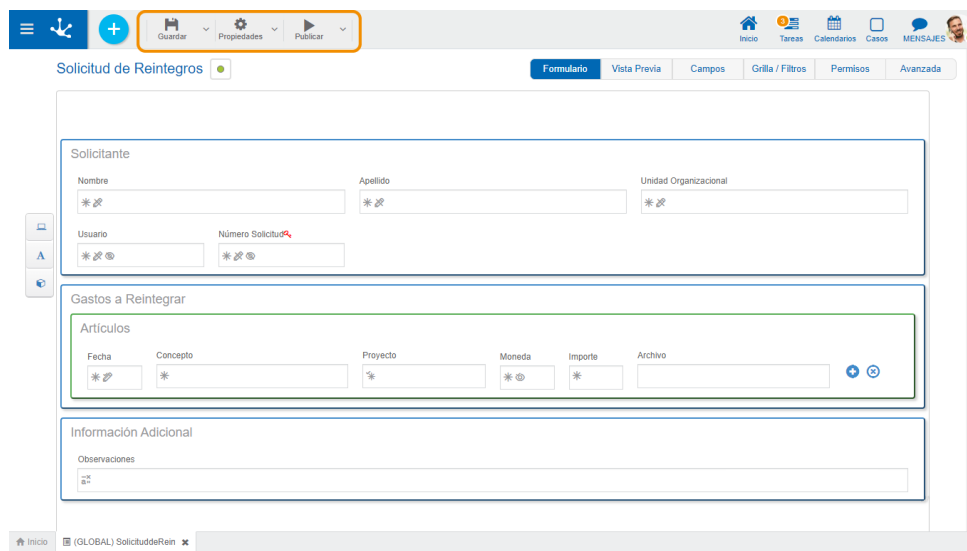 Guardar Propiedades Publicar
Inicio 3 Tareas Calendarios Casos MENSAJES
Solicitud de Reintegros
Formulario Vista Previa Campos Grilla / Filtros Permisos Avanzada
Solicitante
Nombre Apellido Unidad Organizacional
Usuario Número Solicitud
A
Gastos a Reintegrar
Artículos
Fecha Concepto Proyecto Moneda Importe Archivo
Información Adicional
Observaciones
Inicio (GLOBAL) SolicituddeRein